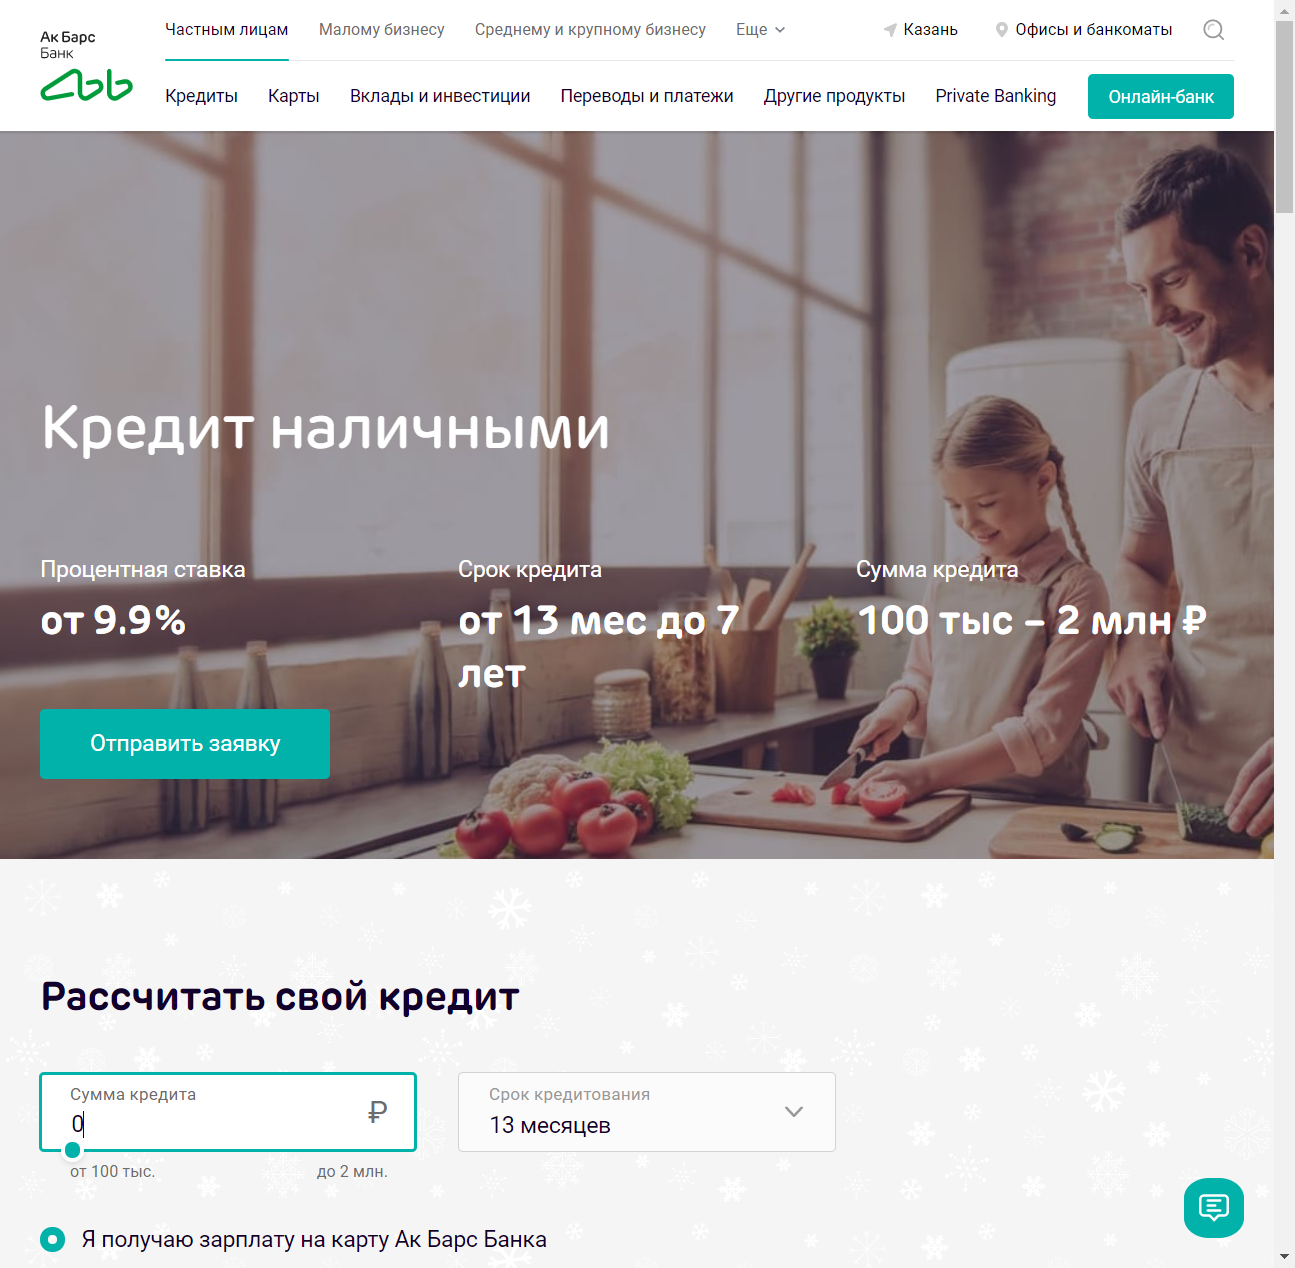 Ак Барс
Банк
Частным лицам
Малому бизнесу
Среднему и крупному бизнесу
Еще
Казань
Офисы и банкоматы
Кредиты
Карты
Вклады и инвестиции
Переводы и платежи
Другие продукты
Private Banking
Онлайн-банк
Кредит наличными
Процентная ставка
от 9.9%
Срок кредита
от 13 мес до 7
лет
Сумма кредита
100 тыс – 2 млн ₽
Отправить заявку
Рассчитать свой кредит
Сумма кредита
0
₽
от 100 тыс.
до 2 млн.
Срок кредитования
13 месяцев
Я получаю зарплату на карту Ак Барс Банка